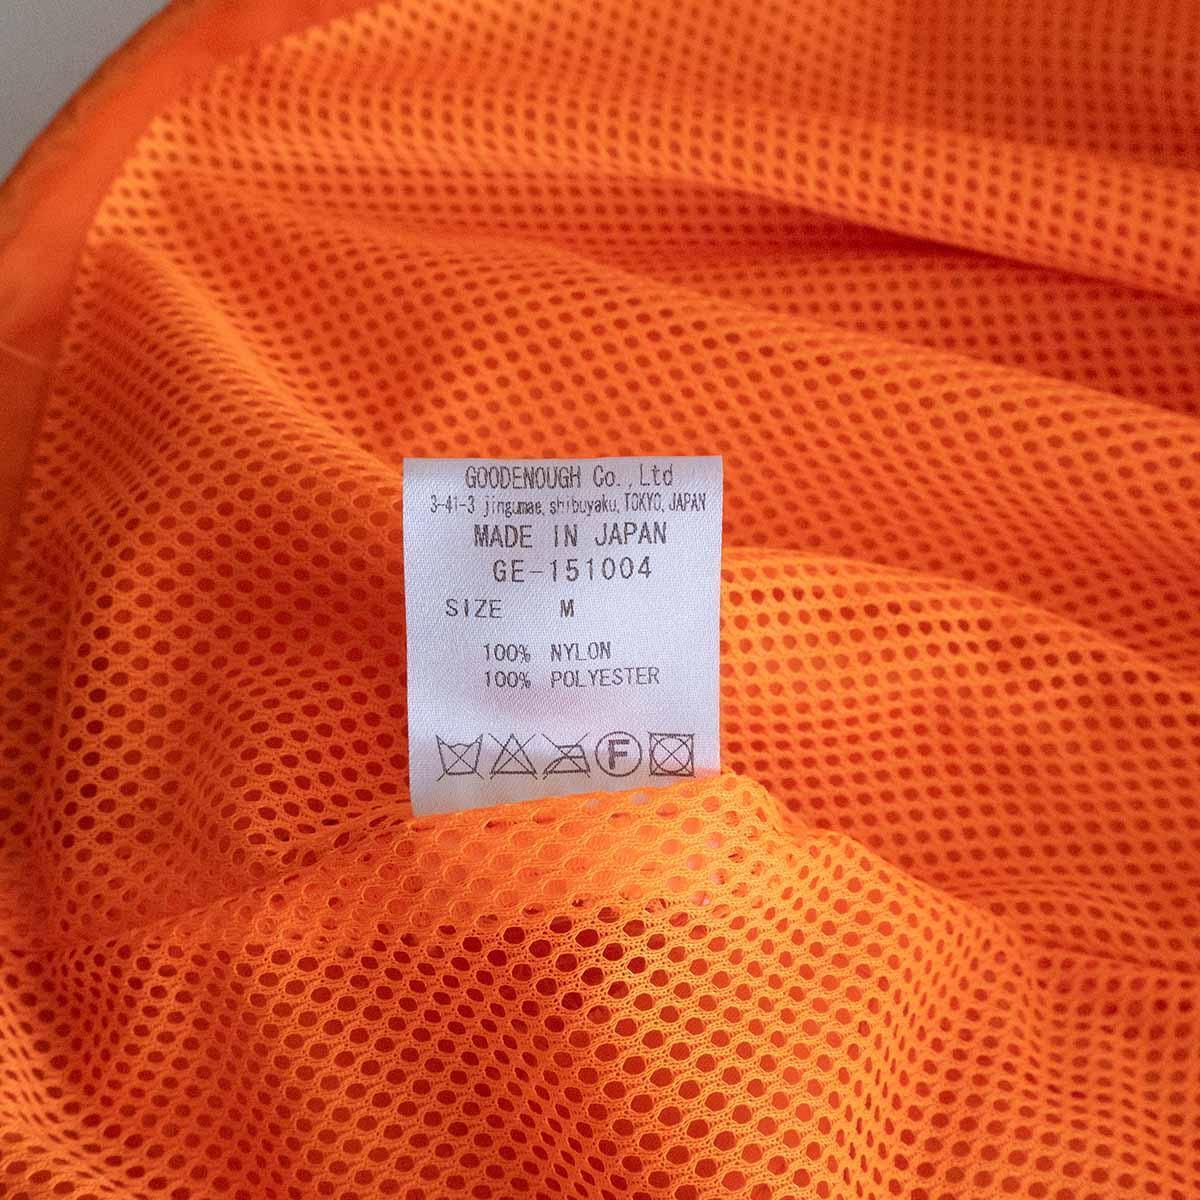 GOODENOUGH Co.,Ltd
3-41-3 jingumae, shibuyaku, TOKYO, JAPAN
MADE IN JAPAN
GE-151004
SIZE M
100% NYLON
100% POLYESTER
F